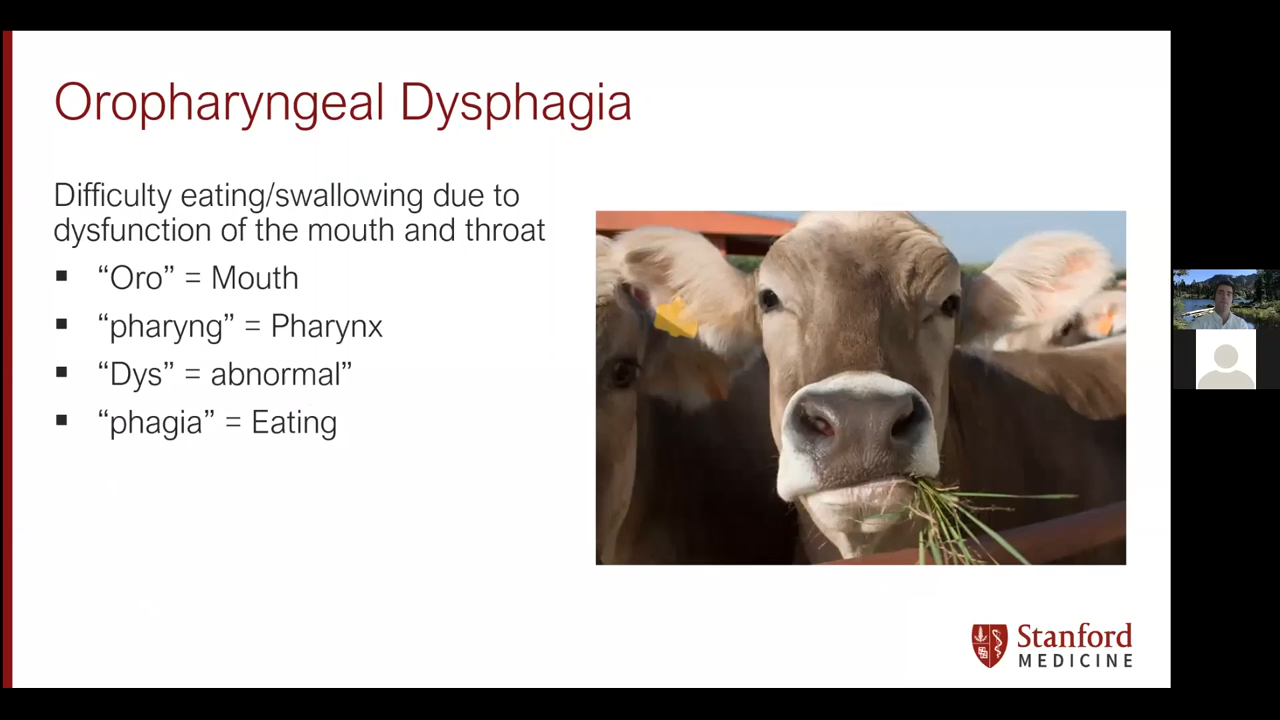 Oropharyngeal Dysphagia
Difficulty eating/swallowing due to
dysfunction of the mouth and throat
▪ “Oro” = Mouth
▪ “pharyng” = Pharynx
▪ “Dys” = abnormal”
▪ “phagia” = Eating
Stanford
MEDICINE